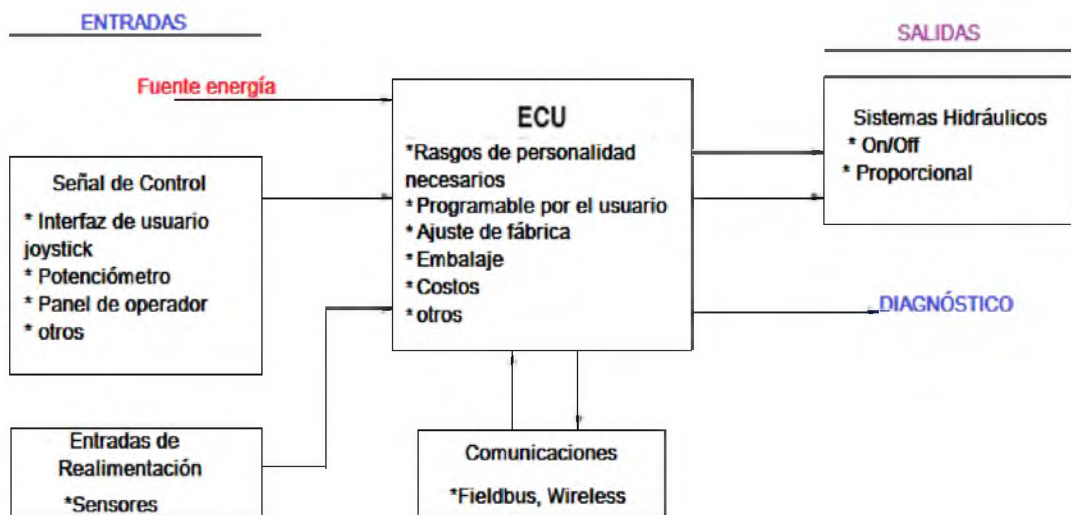 ENTRADAS
SALIDAS
Fuente energía
ECU
*Rasgos de personalidad
necesarios
*Programable por el usuario
*Ajuste de fábrica
*Embalaje
*Costos
*otros
Señal de Control
* Interfaz de usuario
joystick
* Potenciómetro
* Panel de operador
* otros
Sistemas Hidráulicos
* On/Off
* Proporcional
DIAGNÓSTICO
Entradas de
Realimentación
*Sensores
Comunicaciones
*Fieldbus, Wireless